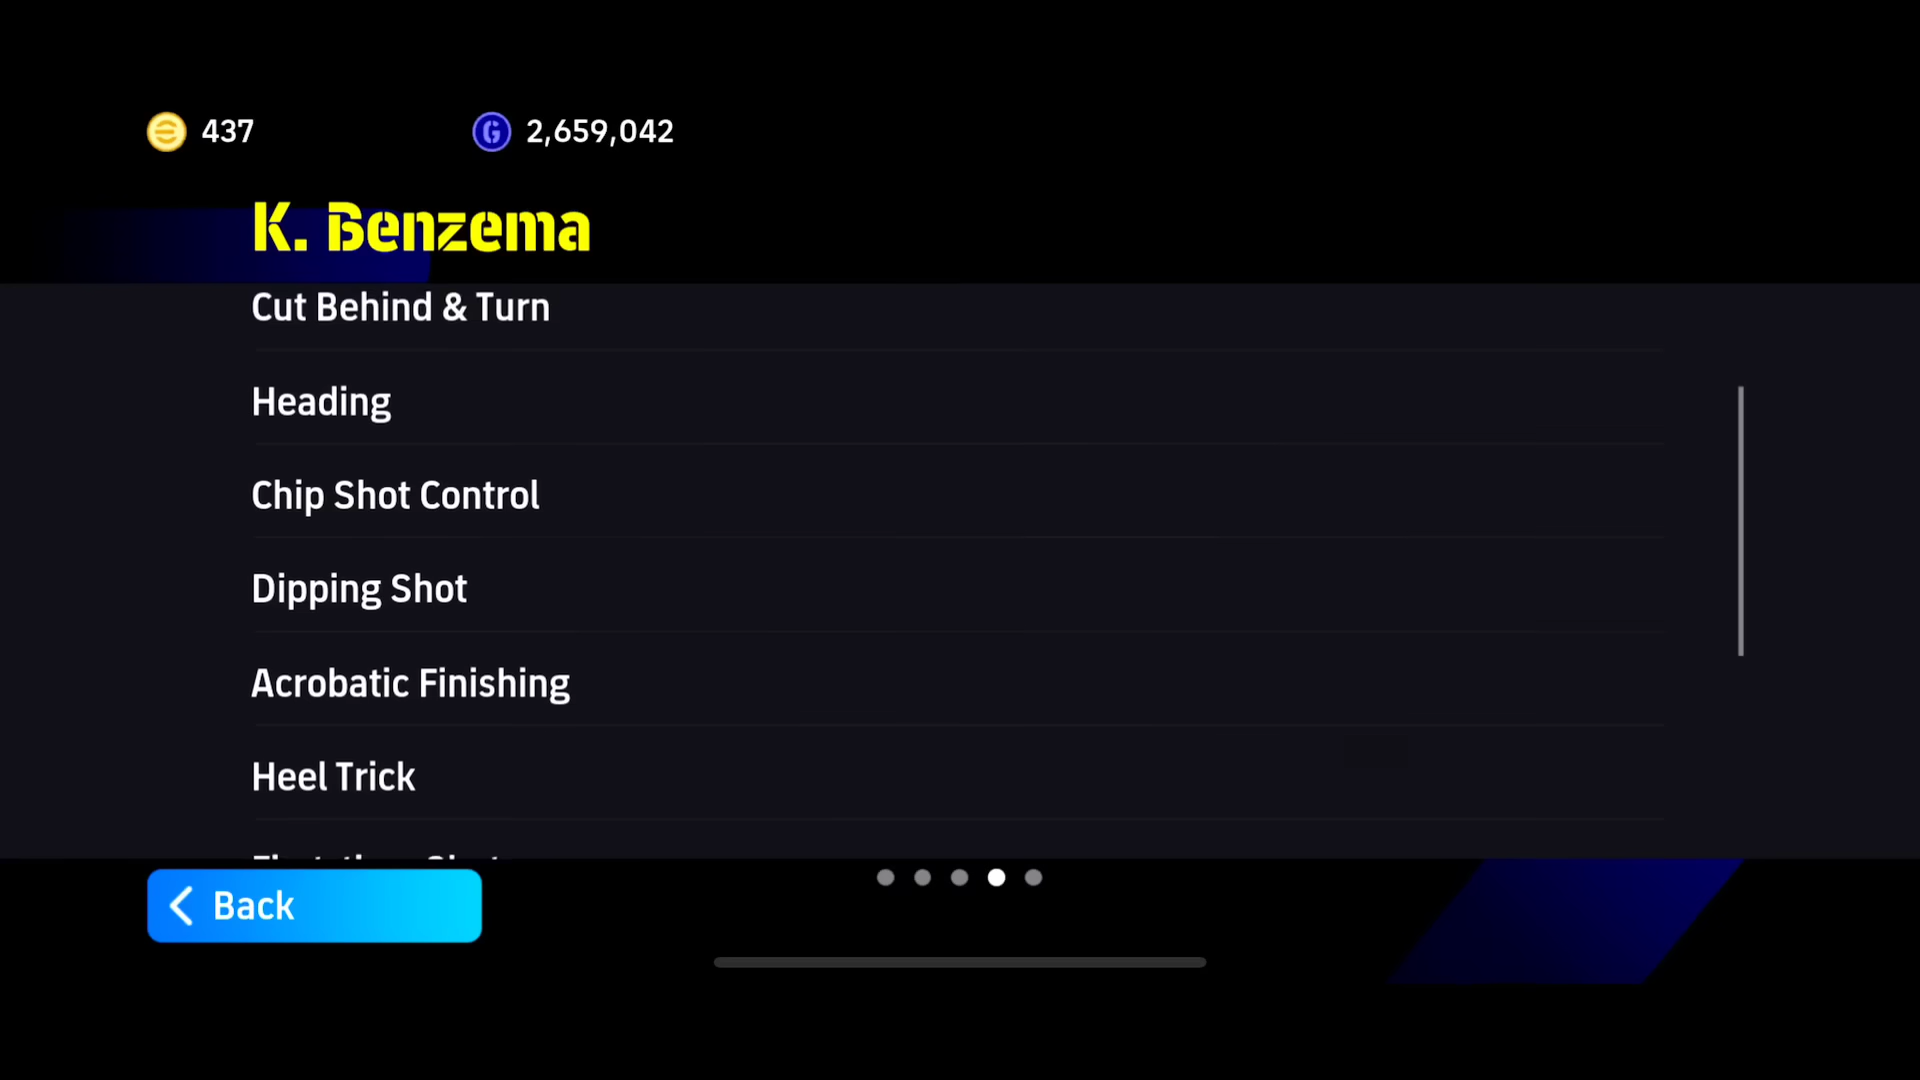 437
2,659,042
K. Benzema
Cut Behind & Turn
Heading
Chip Shot Control
Dipping Shot
Acrobatic Finishing
Heel Trick
Back